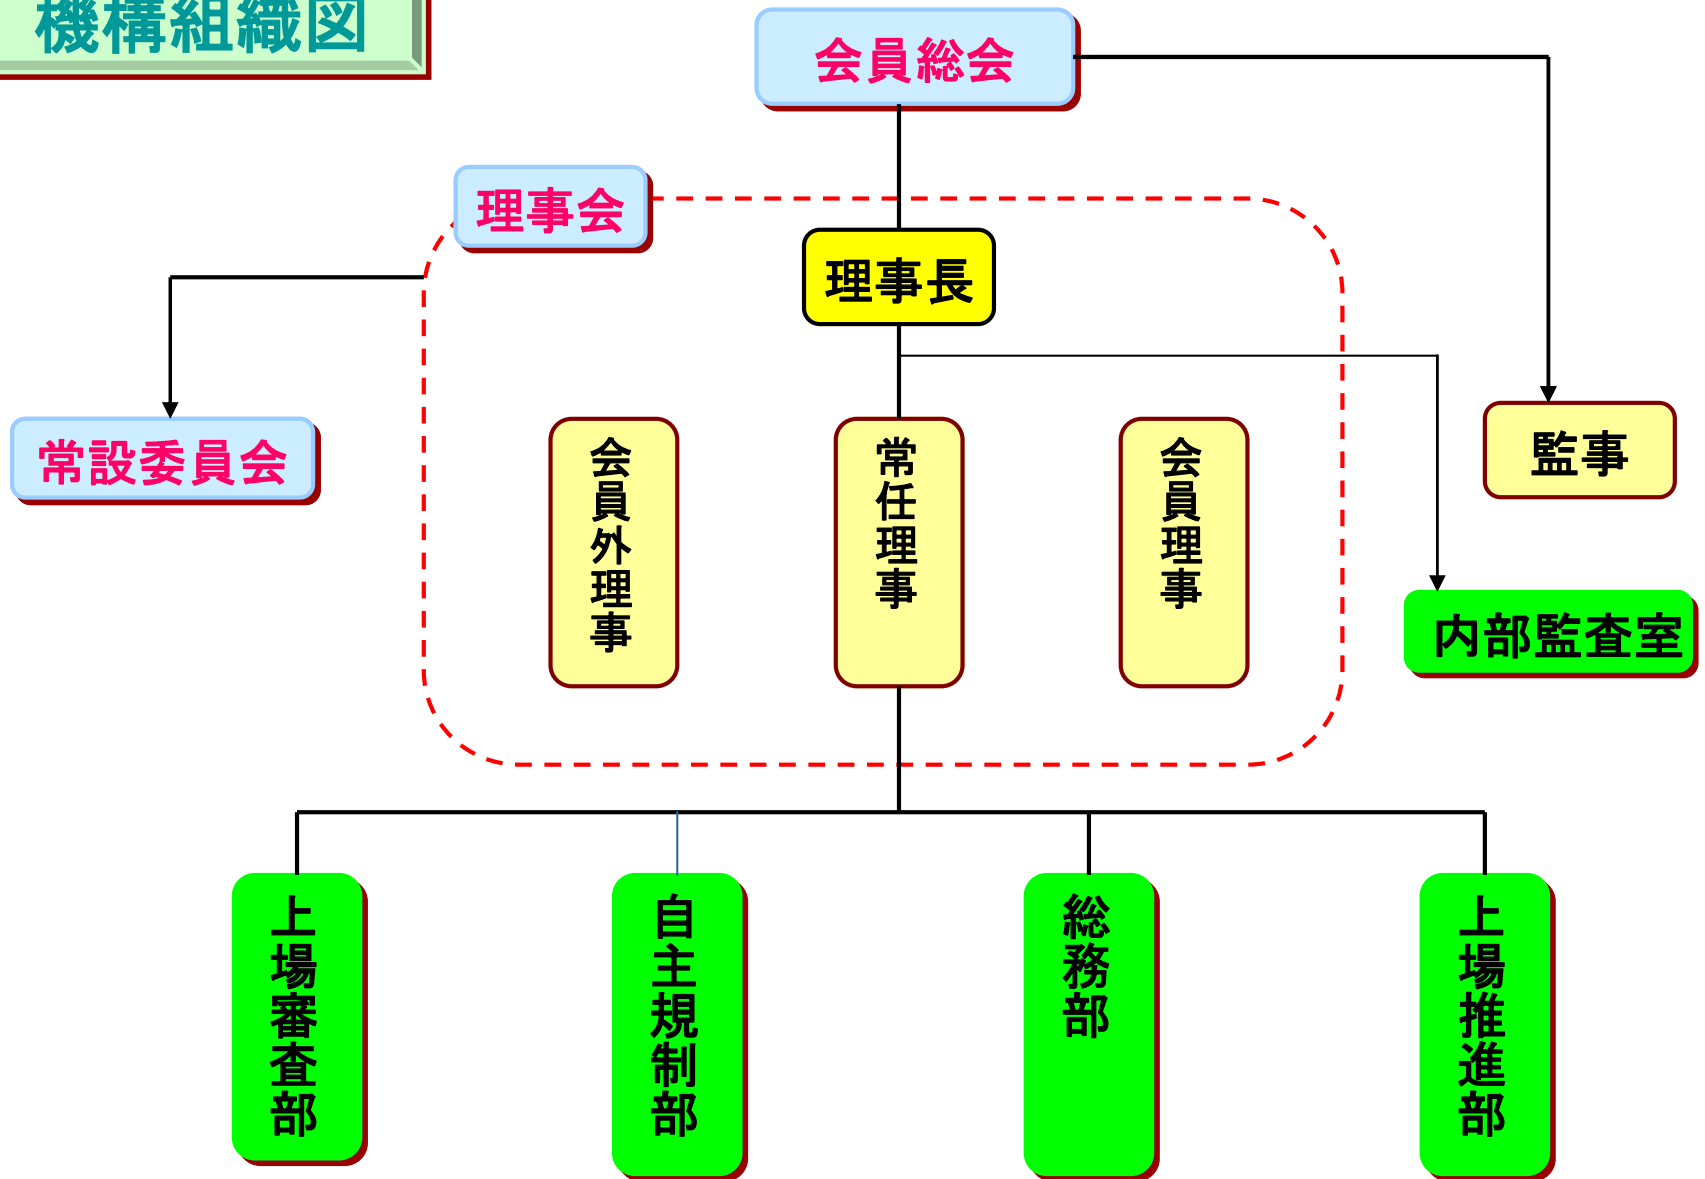 機構組織図
会員総会
理事会
理事長
常設委員会
会員外理事
常任理事
会員理事
監事
内部監査室
上場審査部
自主規制部
総務部
上場推進部